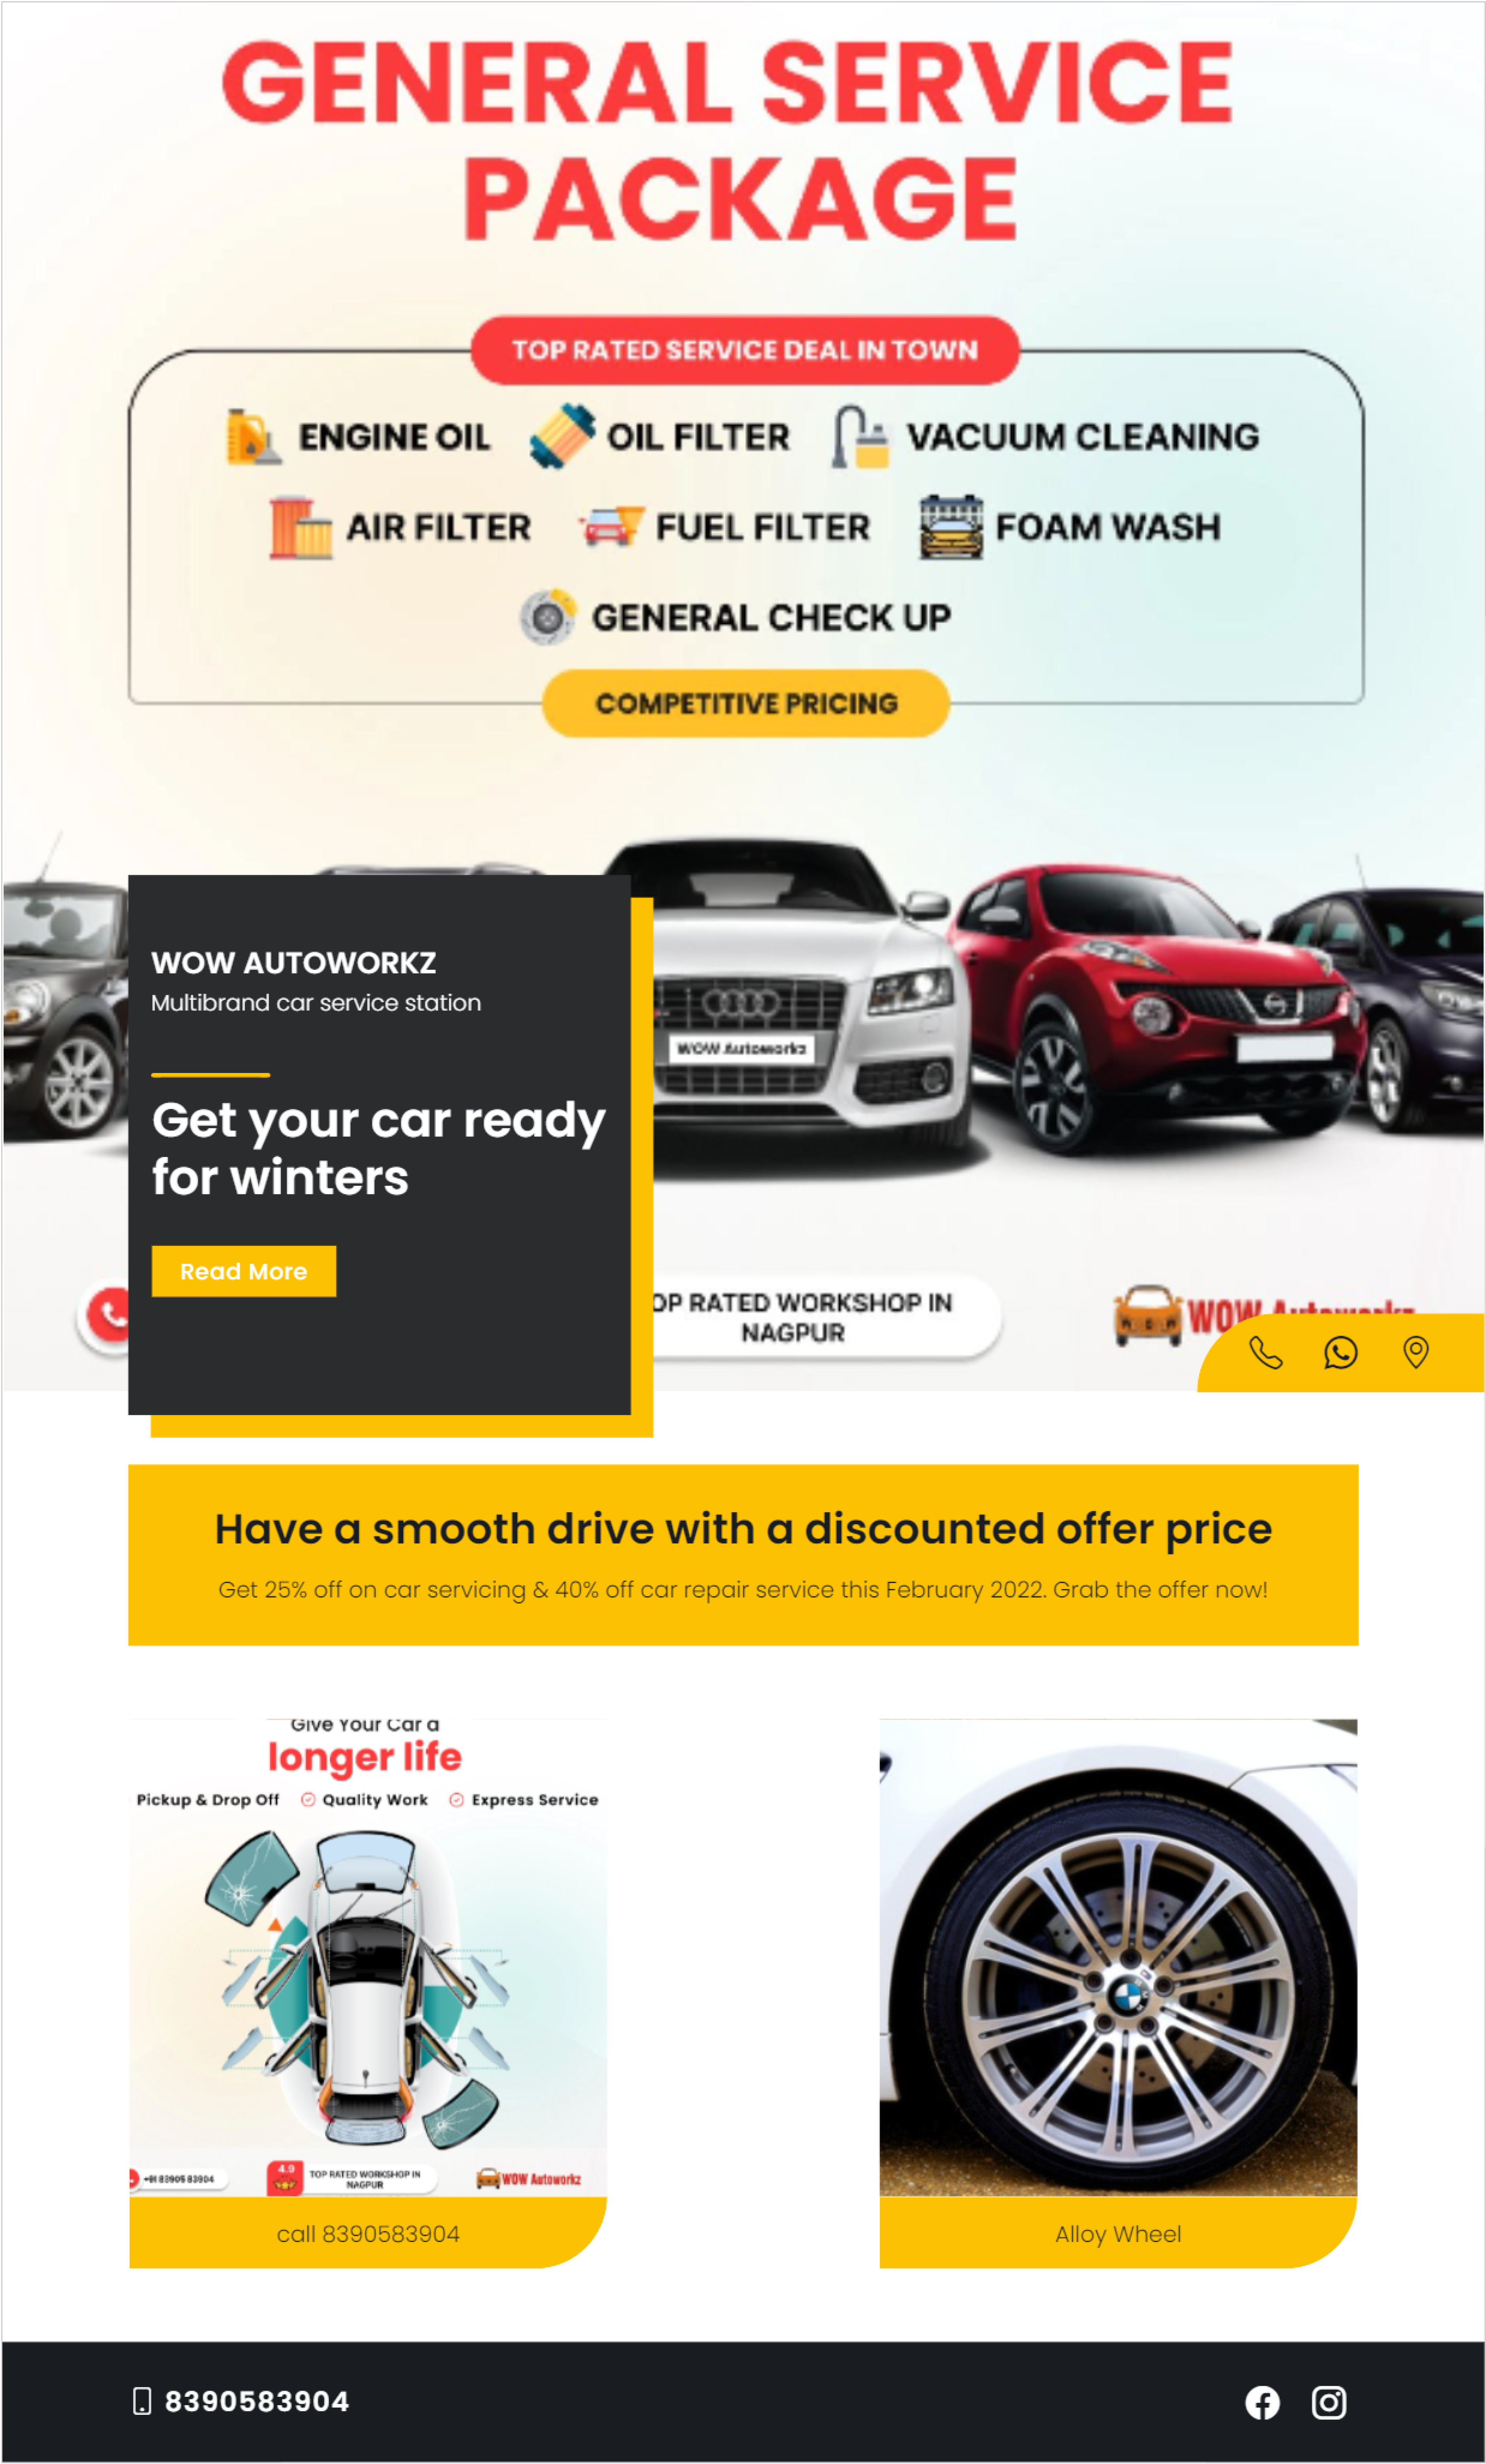 GENERAL SERVICE
PACKAGE
TOP RATED SERVICE DEAL IN TOWN
ENGINE OIL OIL FILTER VACUUM CLEANING
AIR FILTER FUEL FILTER FOAM WASH
GENERAL CHECK UP
COMPETITIVE PRICING
WOW AUTOWORKZ
Multibrand car service station
WOW Autoworkz
Get your car ready
for winters
Read More
OP RATED WORKSHOP IN
NAGPUR
WOW Autoworkz
Have a smooth drive with a discounted offer price
Get 25% off on car servicing & 40% off car repair service this February 2022. Grab the offer now!
Give Your Car a
longer life
Pickup & Drop Off Quality Work Express Service
+91 83905 83904
4.9
TOP RATED WORKSHOP IN
NAGPUR
WOW Autoworkz
call 8390583904
Alloy Wheel
8390583904